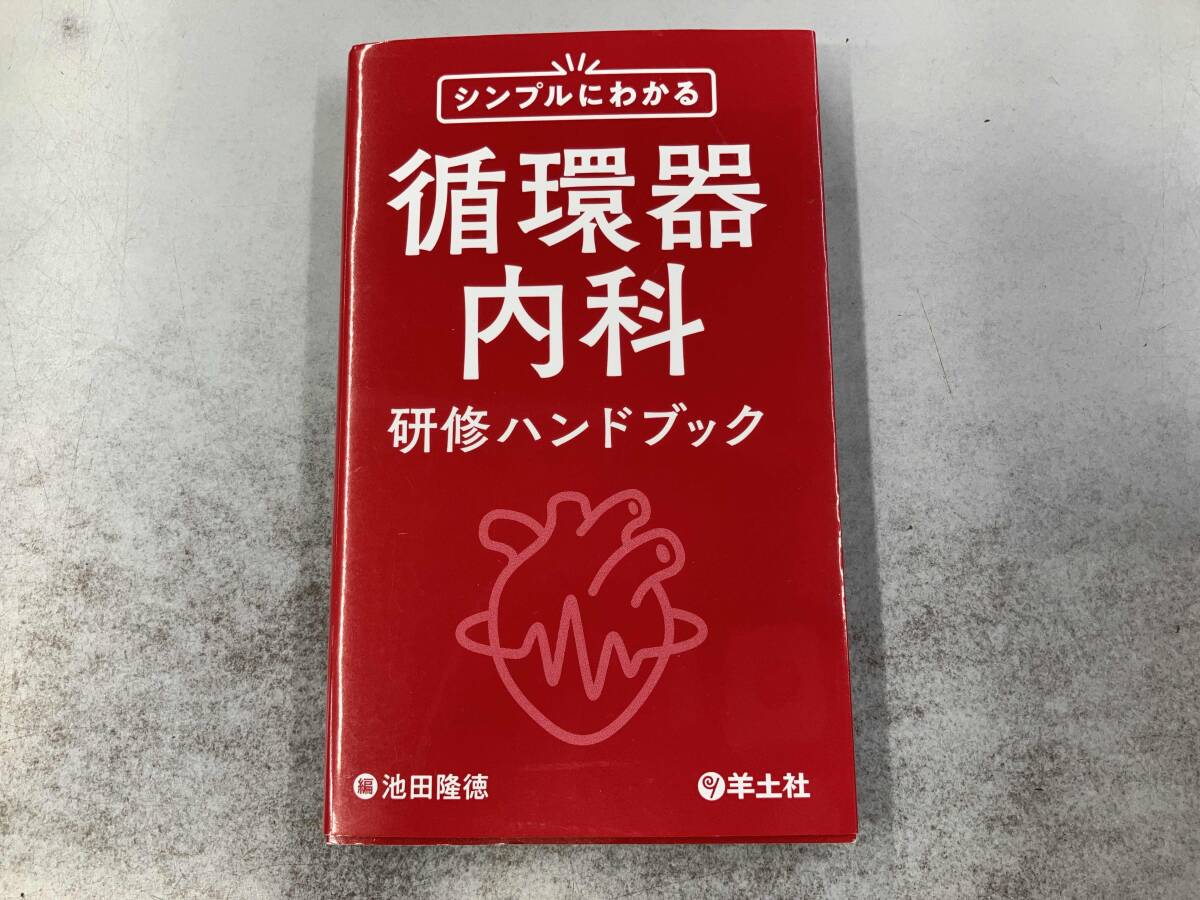 シンプルにわかる
循環器
内科
研修ハンドブック
編 池田隆徳
羊土社